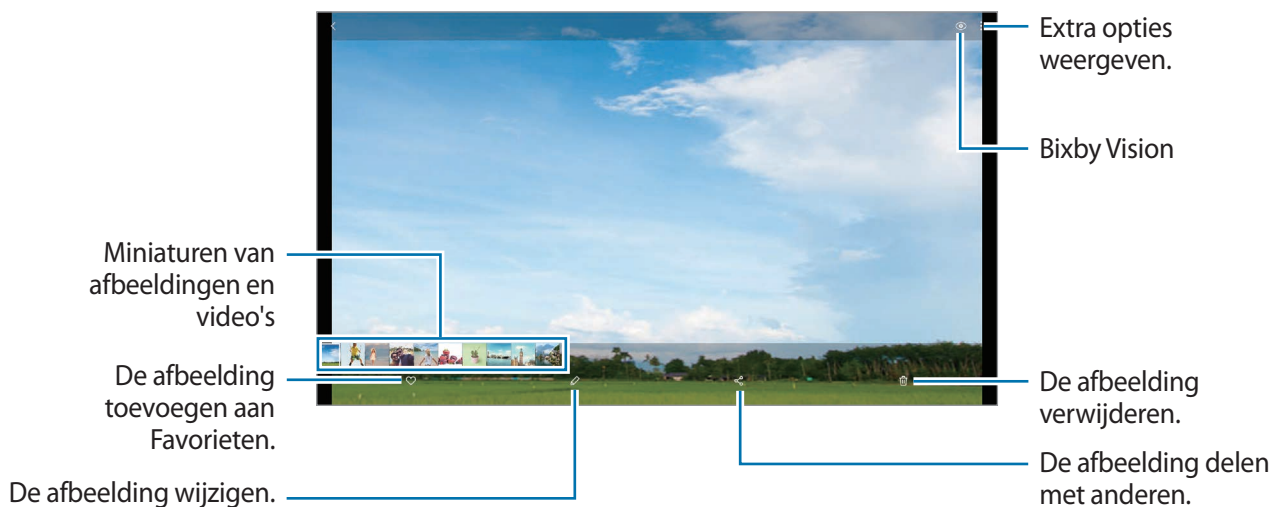 Extra opties
weergeven.
Bixby Vision
Miniaturen van
afbeeldingen en
video's
De afbeelding
toevoegen aan
Favorieten.
De afbeelding
verwijderen.
De afbeelding delen
met anderen.
De afbeelding wijzigen.